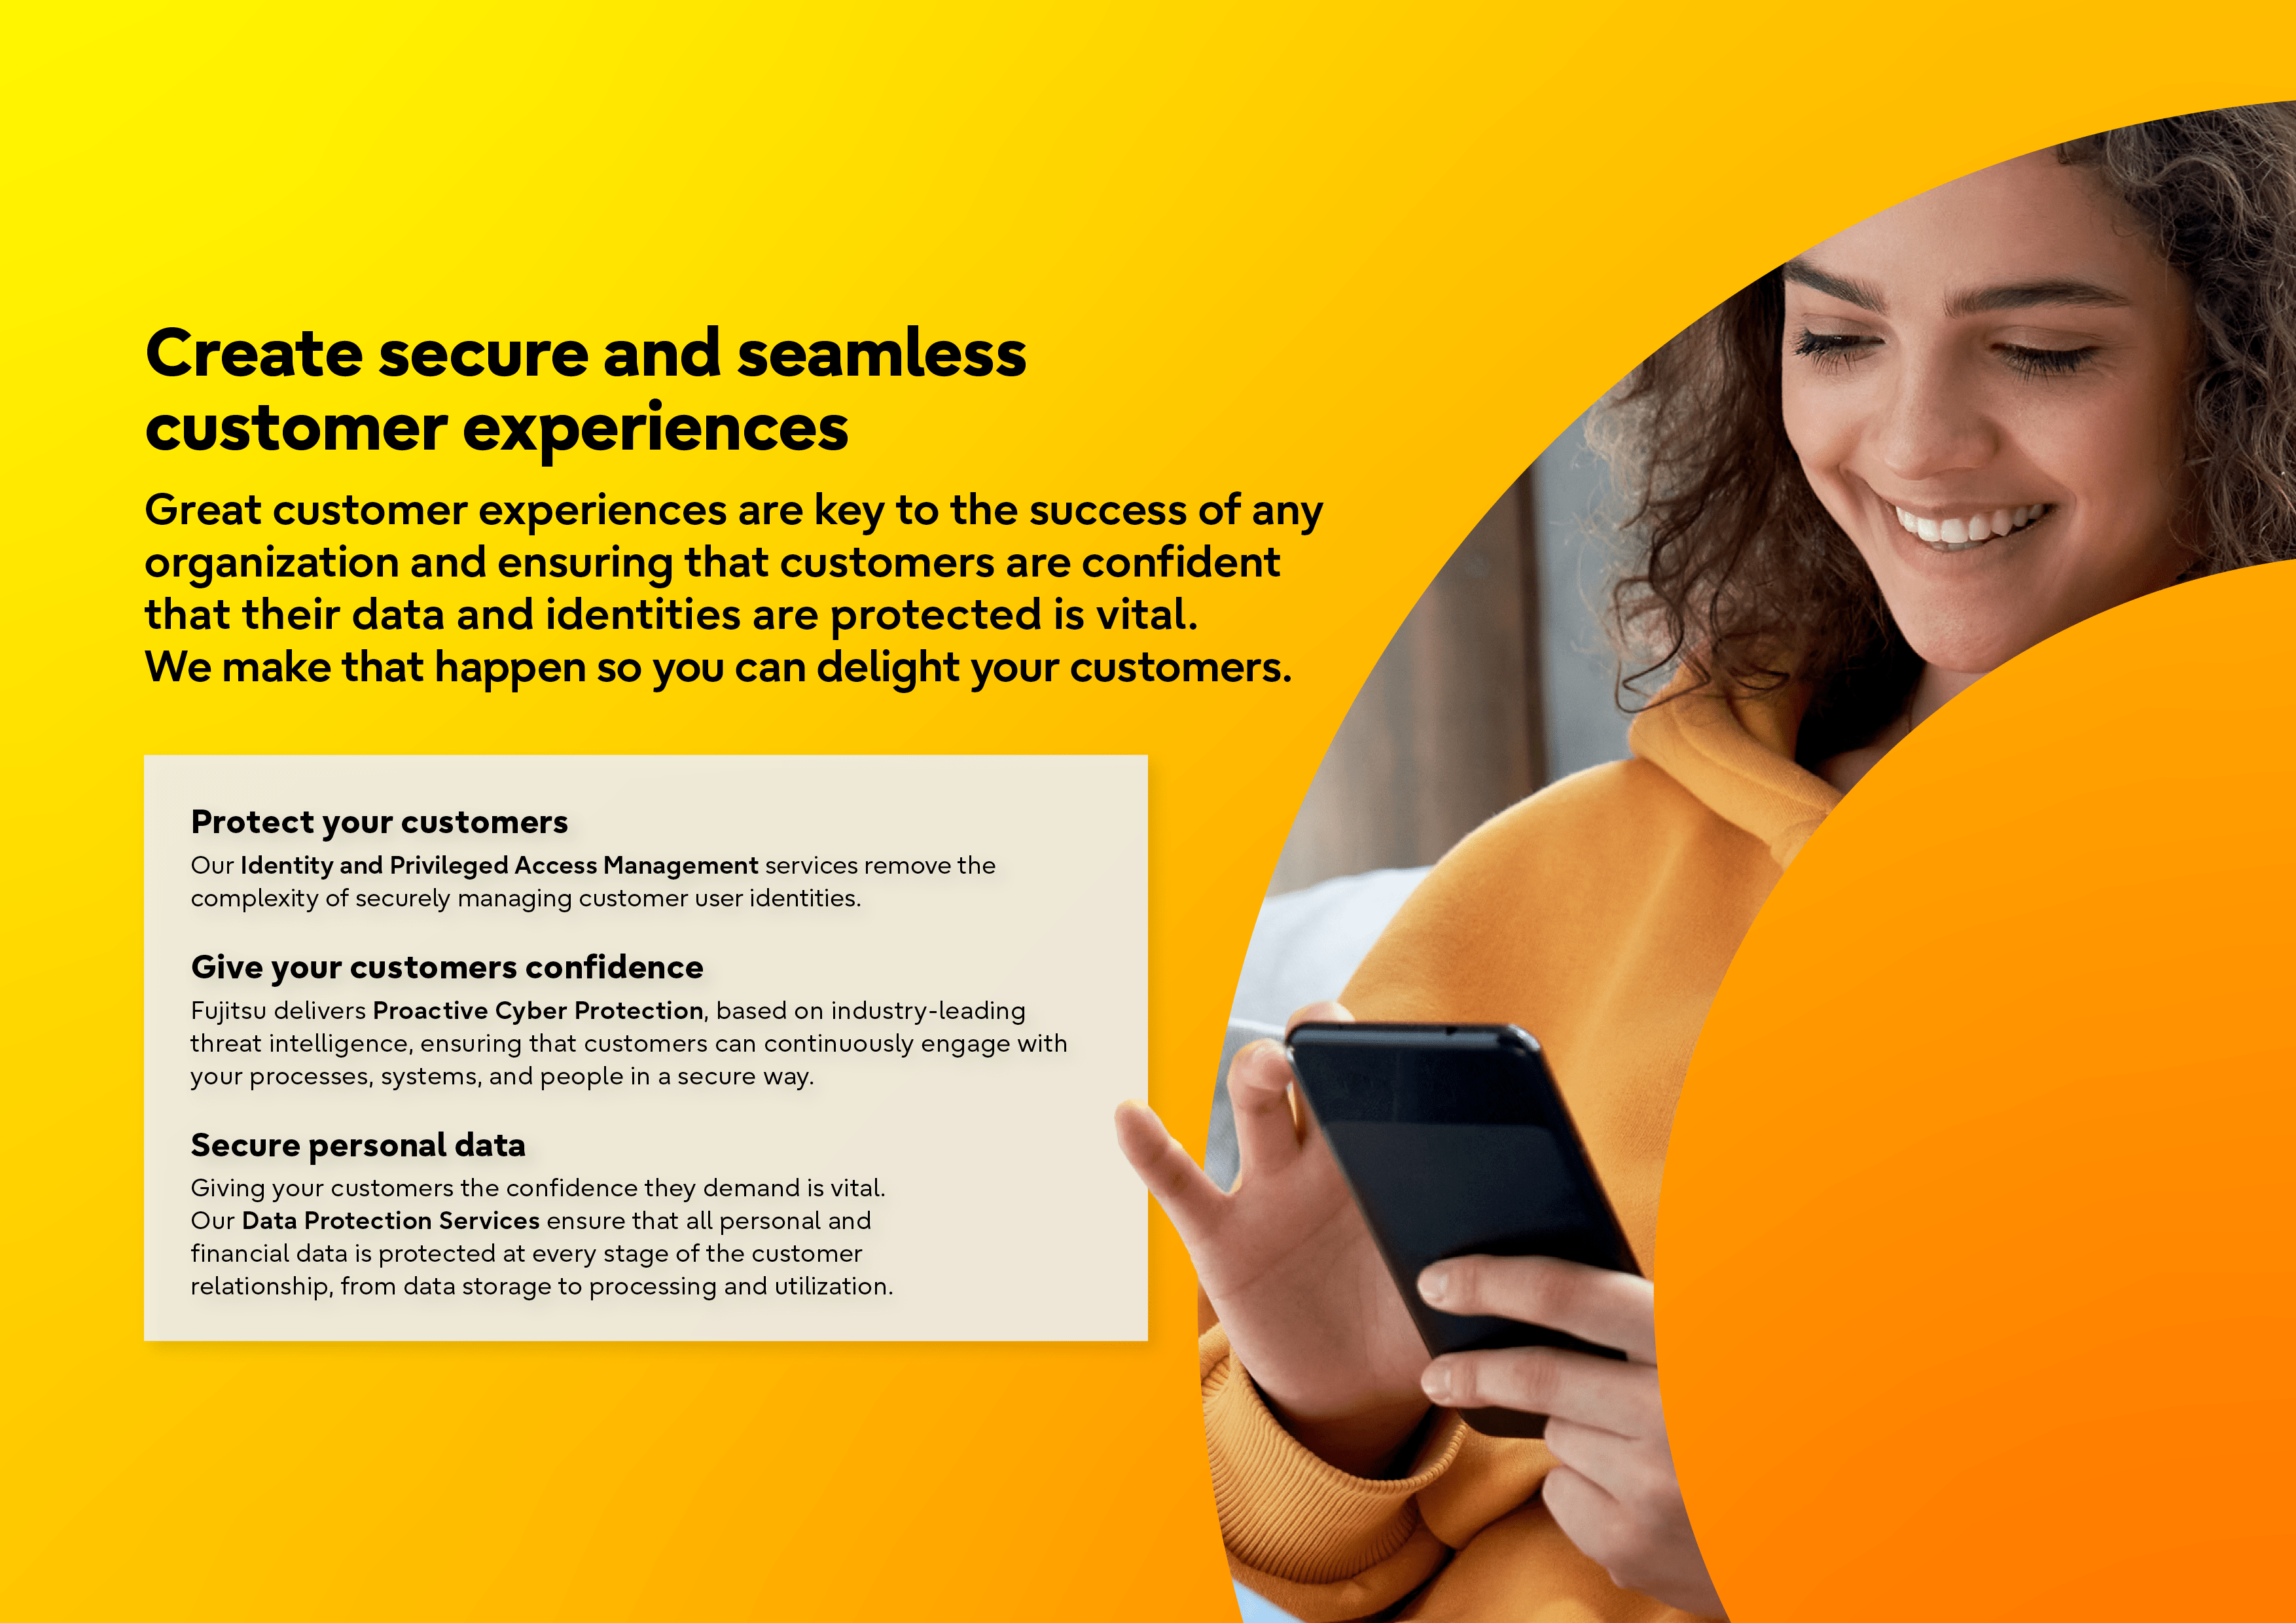 Create secure and seamless
customer experiences
Great customer experiences are key to the success of any
organization and ensuring that customers are confident
that their data and identities are protected is vital.
We make that happen so you can delight your customers.
Protect your customers
Our Identity and Privileged Access Management services remove the
complexity of securely managing customer user identities.
Give your customers confidence
Fujitsu delivers Proactive Cyber Protection, based on industry-leading
threat intelligence, ensuring that customers can continuously engage with
your processes, systems, and people in a secure way.
Secure personal data
Giving your customers the confidence they demand is vital.
Our Data Protection Services ensure that all personal and
financial data is protected at every stage of the customer
relationship, from data storage to processing and utilization.